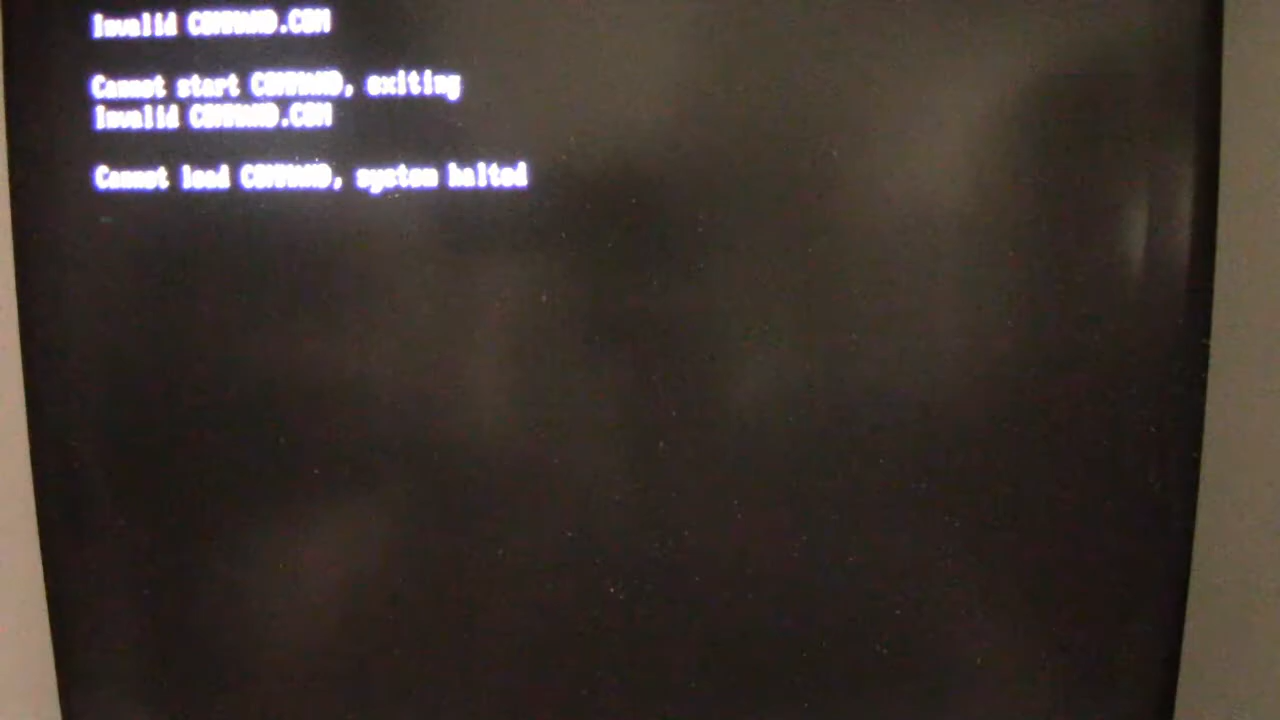 Invalid COMMAND.COM
Cannot start COMMAND, exiting
Invalid COMMAND.COM
Cannot load COMMAND, system halted